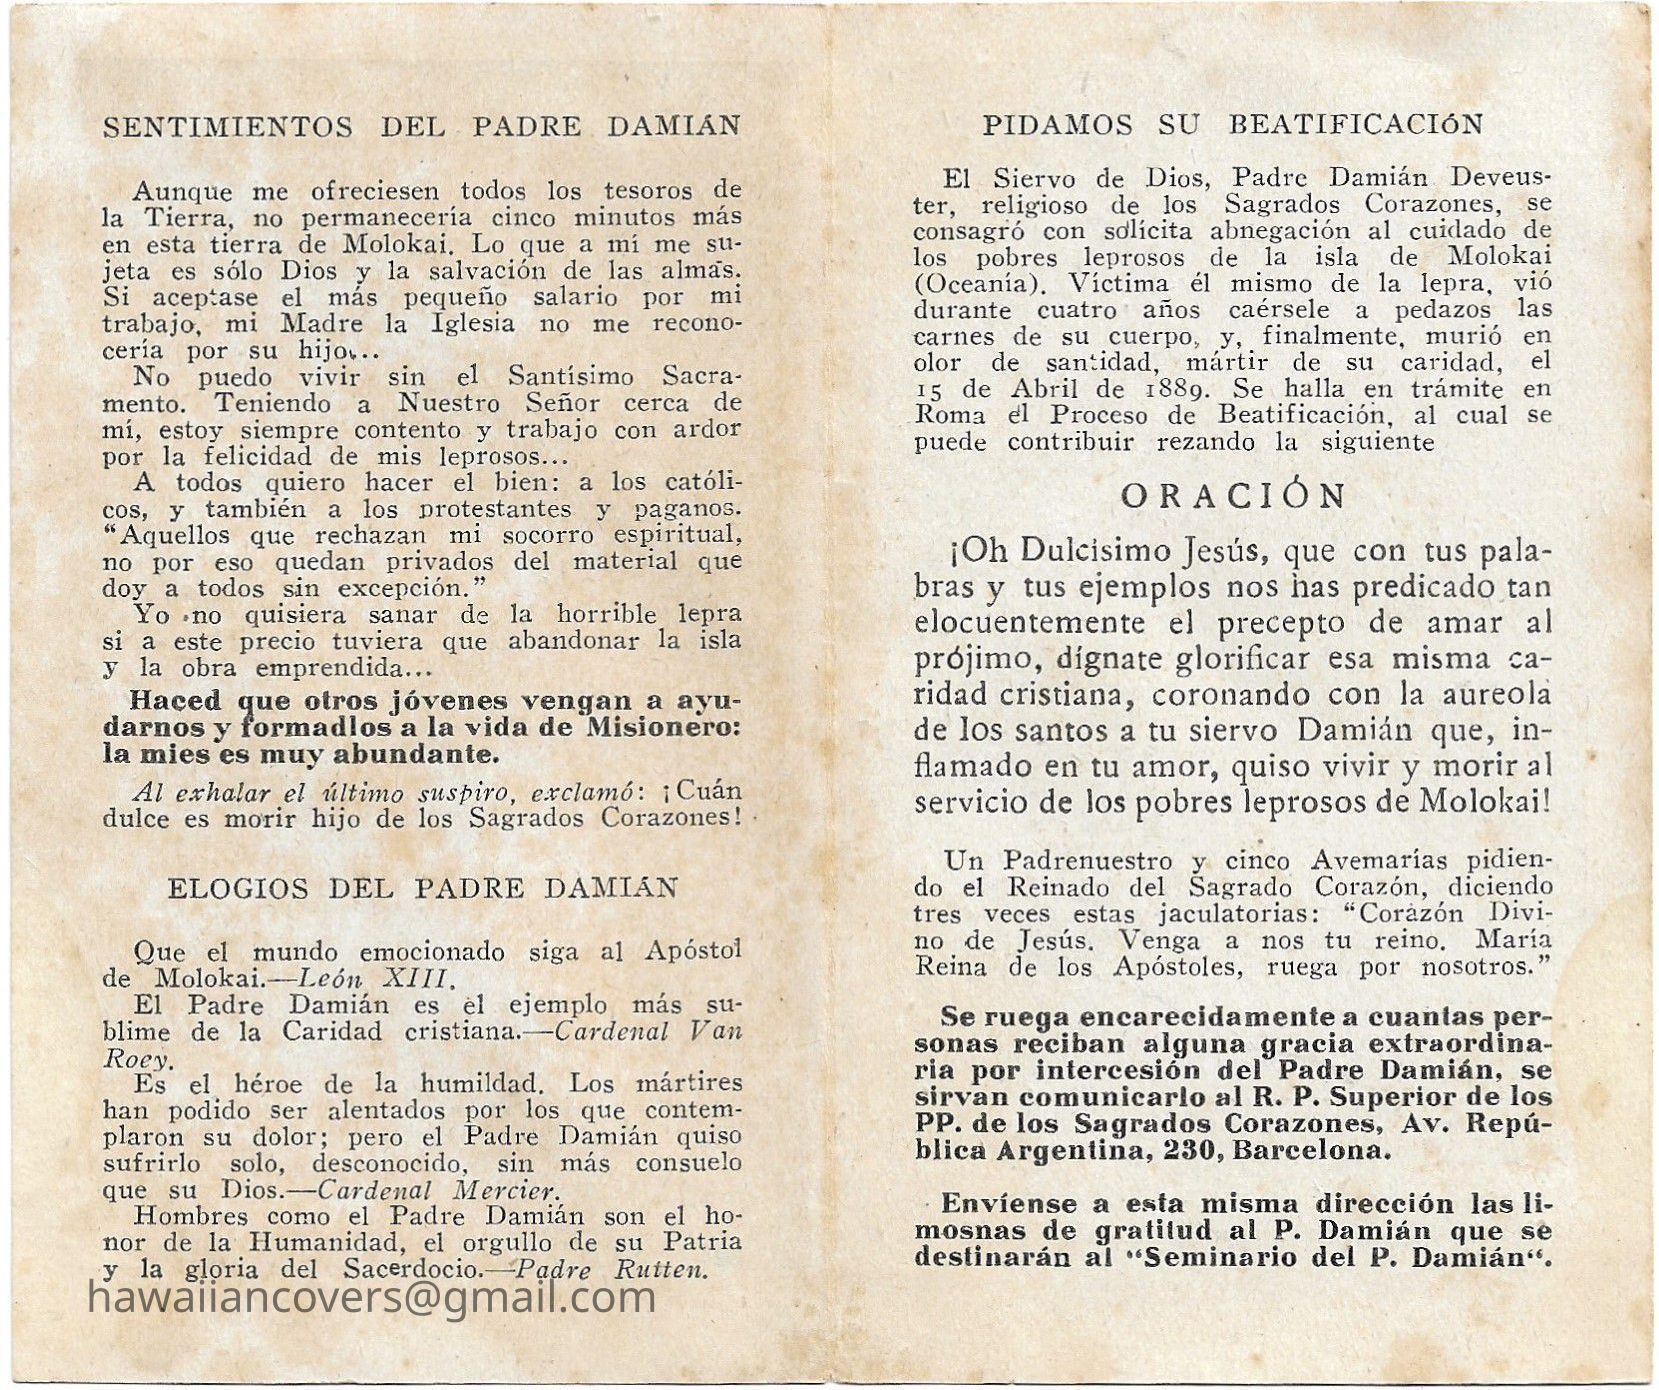 SENTIMIENTOS DEL PADRE DAMIÁN
Aunque me ofreciesen todos los tesoros de
la Tierra, no permanecería cinco minutos más
en esta tierra de Molokai. Lo que a mí me su-
jeta es sólo Dios y la salvación de las almas.
Si aceptase el más pequeño salario por mi
trabajo, mi Madre la Iglesia no me recono-
cería por su hijo...
No puedo vivir sin el Santísimo Sacra-
mento. Teniendo a Nuestro Señor cerca de
mí, estoy siempre contento y trabajo con ardor
por la felicidad de mis leprosos...
A todos quiero hacer el bien: a los católi-
cos, y también a los protestantes y paganos.
“Aquellos que rechazan mi socorro espiritual,
no por eso quedan privados del material que
doy a todos sin excepción.”
Yo no quisiera sanar de la horrible lepra
si a este precio tuviera que abandonar la isla
y la obra emprendida...
Haced que otros jóvenes vengan a ayu-
darnos y formadlos a la vida de Misionero:
la mies es muy abundante.
Al exhalar el último suspiro, exclamó: ¡Cuán
dulce es morir hijo de los Sagrados Corazones!
ELOGIOS DEL PADRE DAMIÁN
Que el mundo emocionado siga al Apóstol
de Molokai.—León XIII.
El Padre Damián es el ejemplo más su-
blime de la Caridad cristiana.—Cardenal Van
Roey.
Es el héroe de la humildad. Los mártires
han podido ser alentados por los que contem-
plaron su dolor; pero el Padre Damián quiso
sufrirlo solo, desconocido, sin más consuelo
que su Dios.—Cardenal Mercier.
Hombres como el Padre Damián son el ho-
nor de la Humanidad, el orgullo de su Patria
y la gloria del Sacerdocio.—Padre Rutten.
hawaiiancovers@gmail.com
PIDAMOS SU BEATIFICACIÓN
El Siervo de Dios, Padre Damián Deveus-
ter, religioso de los Sagrados Corazones, se
consagró con solícita abnegación al cuidado de
los pobres leprosos de la isla de Molokai
(Oceanía). Víctima él mismo de la lepra, vió
durante cuatro años caérsele a pedazos las
carnes de su cuerpo, y, finalmente, murió en
olor de santidad, mártir de su caridad, el
15 de Abril de 1889. Se halla en trámite en
Roma el Proceso de Beatificación, al cual se
puede contribuir rezando la siguiente
ORACIÓN
¡Oh Dulcísimo Jesús, que con tus pala-
bras y tus ejemplos nos has predicado tan
elocuentemente el precepto de amar al
prójimo, dígnate glorificar esa misma ca-
ridad cristiana, coronando con la aureola
de los santos a tu siervo Damián que, in-
flamado en tu amor, quiso vivir y morir al
servicio de los pobres leprosos de Molokai!
Un Padrenuestro y cinco Avemarías pidien-
do el Reinado del Sagrado Corazón, diciendo
tres veces estas jaculatorias: “Corazón Divi-
no de Jesús. Venga a nos tu reino. María
Reina de los Apóstoles, ruega por nosotros.”
Se ruega encarecidamente a cuantas per-
sonas reciban alguna gracia extraordina-
ria por intercesión del Padre Damián, se
sirvan comunicarlo al R. P. Superior de los
PP. de los Sagrados Corazones, Av. Repú-
blica Argentina, 230, Barcelona.
Envíense a esta misma dirección las li-
mosnas de gratitud al P. Damián que se
destinarán al “Seminario del P. Damián“.